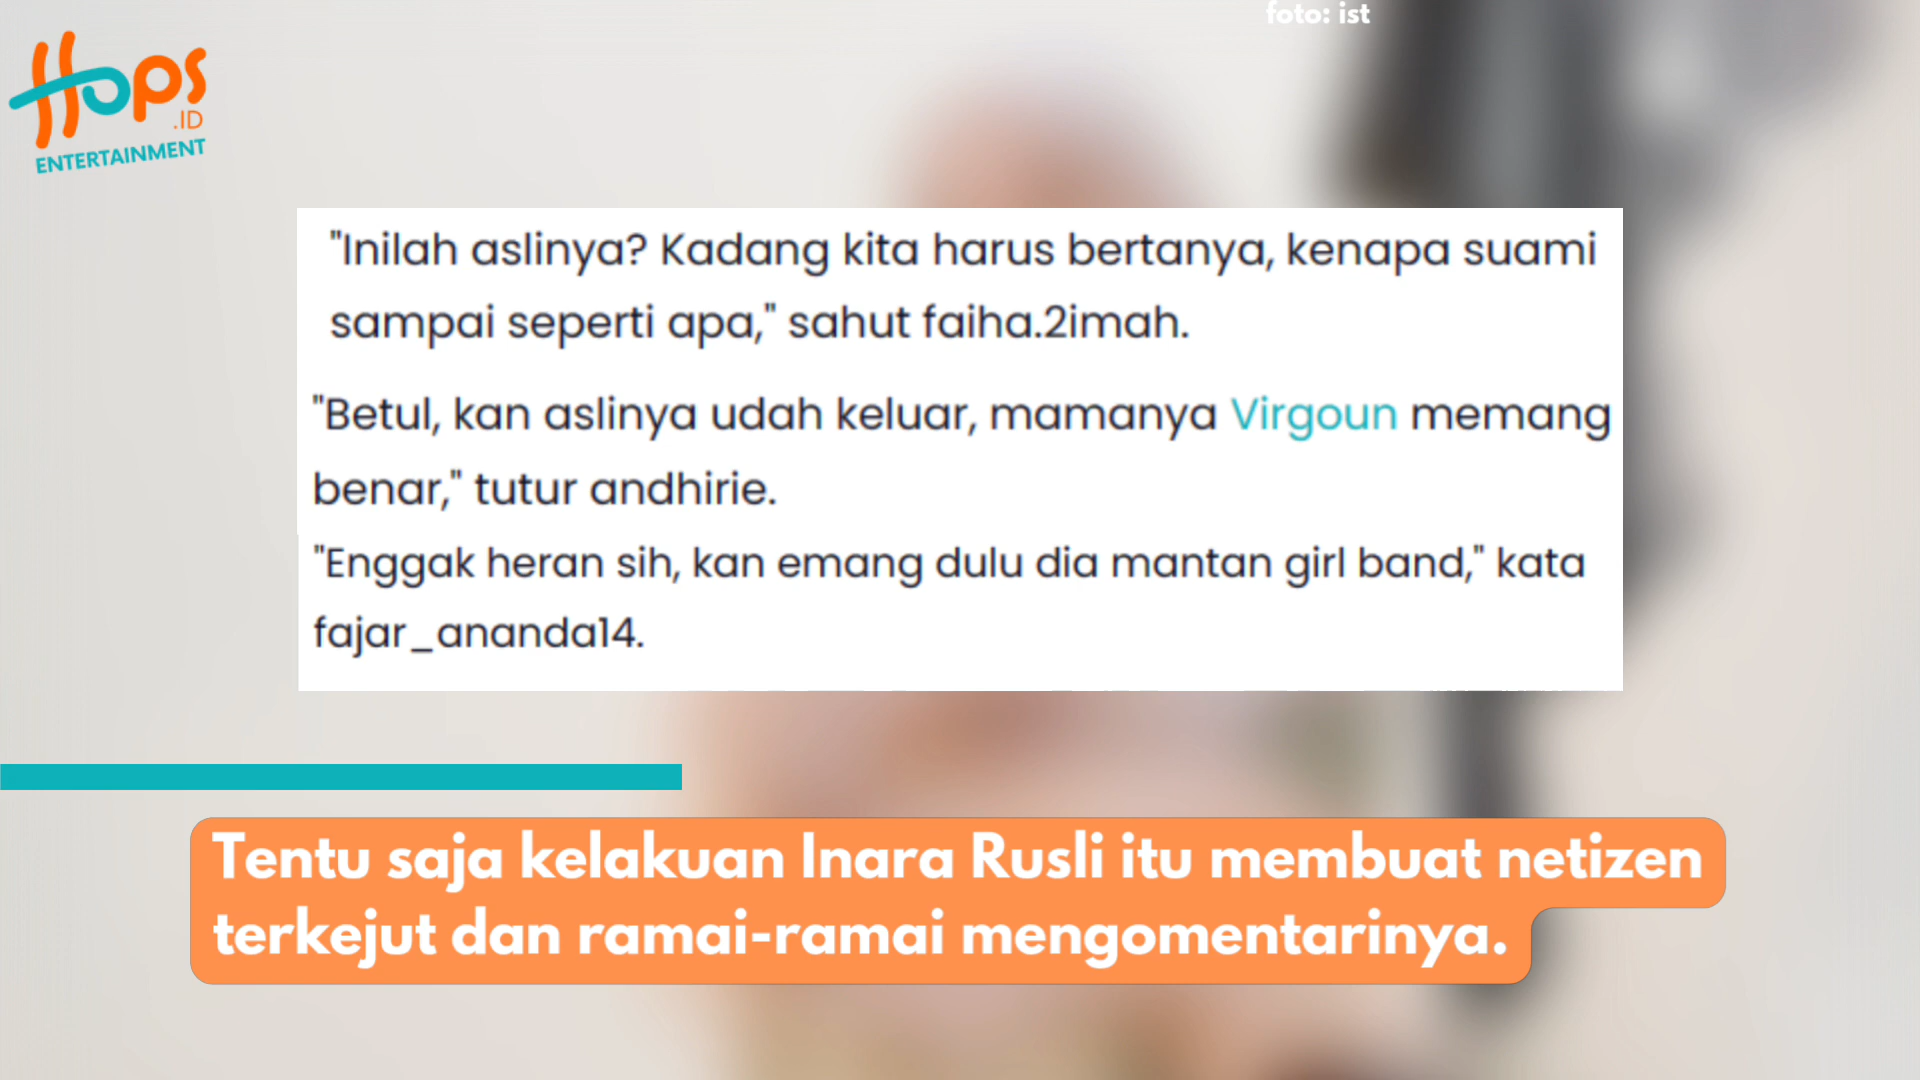 foto: ist
Hops
.ID
ENTERTAINMENT
"Inilah aslinya? Kadang kita harus bertanya, kenapa suami
sampai seperti apa," sahut faiha.2imah.
"Betul, kan aslinya udah keluar, mamanya Virgoun memang
benar," tutur andhirie.
"Enggak heran sih, kan emang dulu dia mantan girl band," kata
fajar_ananda14.
Tentu saja kelakuan Inara Rusli itu membuat netizen
terkejut dan ramai-ramai mengomentarinya.